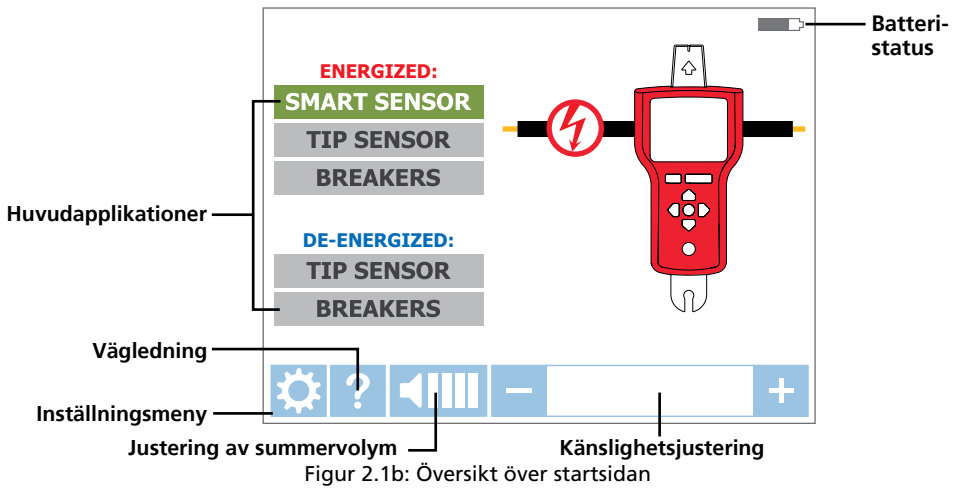 Batteri-
status
ENERGIZED:
SMART SENSOR
TIP SENSOR
BREAKERS
Huvudapplikationer
DE-ENERGIZED:
TIP SENSOR
BREAKERS
Vägledning
?
Inställningsmeny
Justering av summervolym
Känslighetsjustering
Figur 2.1b: Översikt över startsidan